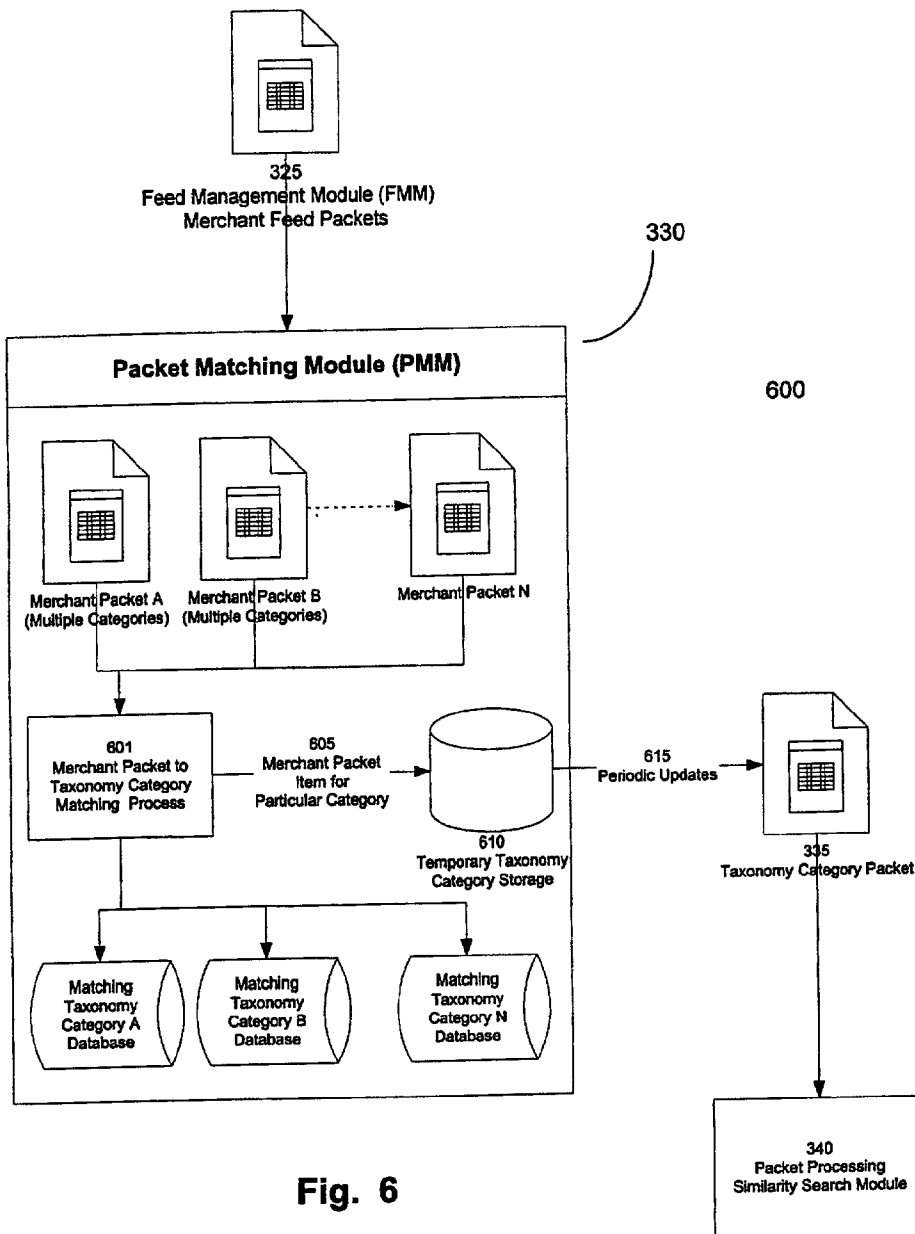 325
Feed Management Module (FMM)
Merchant Feed Packets
330
Packet Matching Module (PMM)
600
Merchant Packet A
(Multiple Categories)
Merchant Packet B
(Multiple Categories)
Merchant Packet N
601
Merchant Packet to
Taxonomy Category
Matching Process
605
Merchant Packet
Item for
Particular Category
610
Temporary Taxonomy
Category Storage
615
Periodic Updates
335
Taxonomy Category Packet
Matching
Taxonomy
Category A
Database
Matching
Taxonomy
Category B
Database
Matching
Taxonomy
Category N
Database
340
Packet Processing
Similarity Search Module
Fig. 6